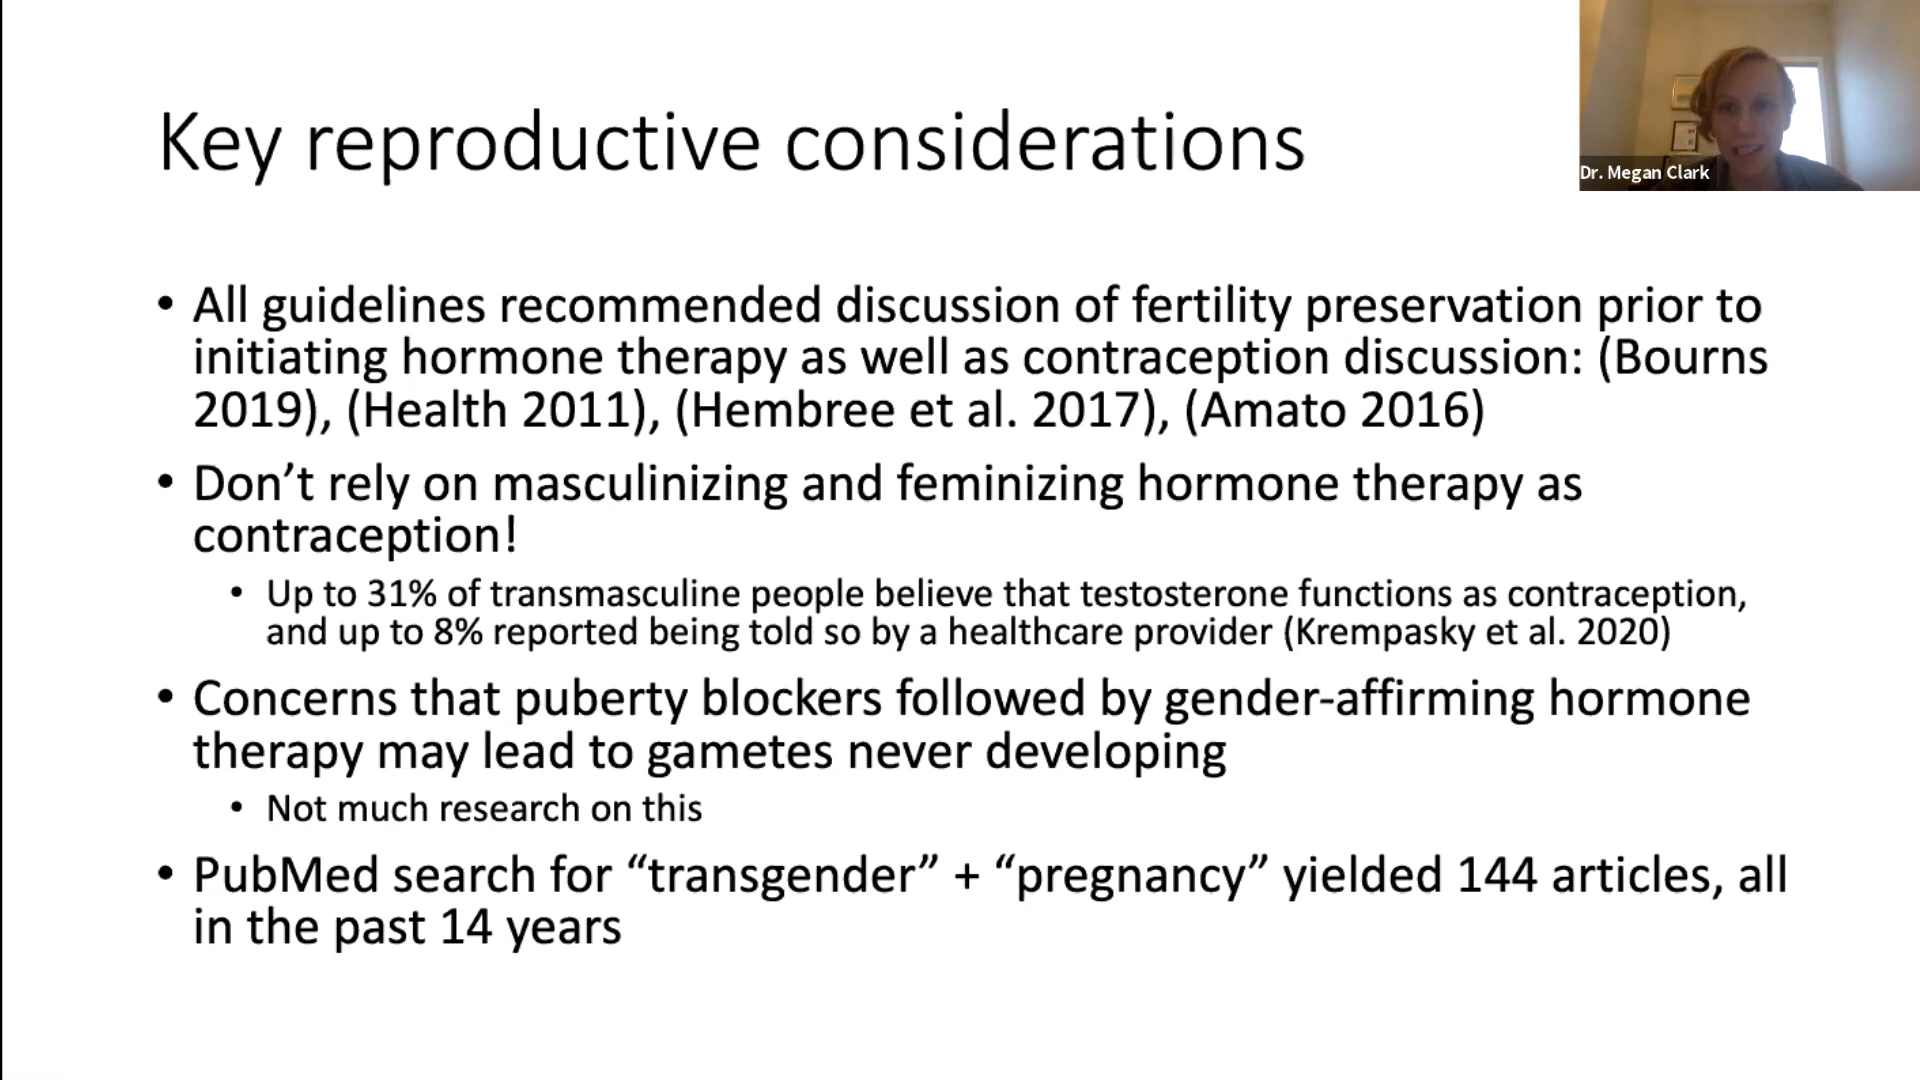 Dr. Megan Clark
Key reproductive considerations
• All guidelines recommended discussion of fertility preservation prior to
initiating hormone therapy as well as contraception discussion: (Bourns
2019), (Health 2011), (Hembree et al. 2017), (Amato 2016)
• Don’t rely on masculinizing and feminizing hormone therapy as
contraception!
• Up to 31% of transmasculine people believe that testosterone functions as contraception,
and up to 8% reported being told so by a healthcare provider (Krempasky et al. 2020)
• Concerns that puberty blockers followed by gender-affirming hormone
therapy may lead to gametes never developing
• Not much research on this
• PubMed search for “transgender” + “pregnancy” yielded 144 articles, all
in the past 14 years